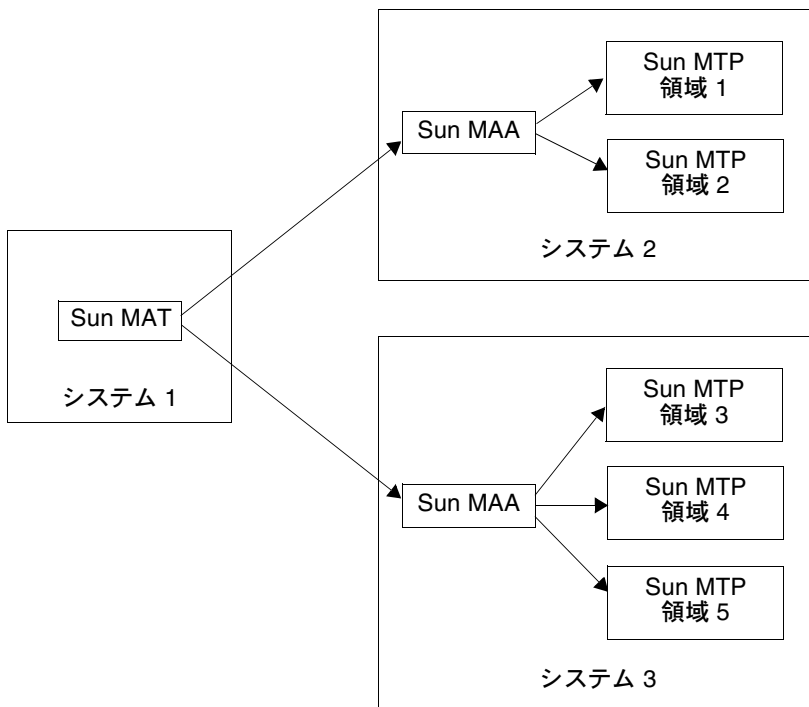 Sun MTP
領域 1
Sun MAA
Sun MTP
領域 2
システム 2
Sun MAT
システム 1
Sun MTP
領域 3
Sun MAA
Sun MTP
領域 4
Sun MTP
領域 5
システム 3